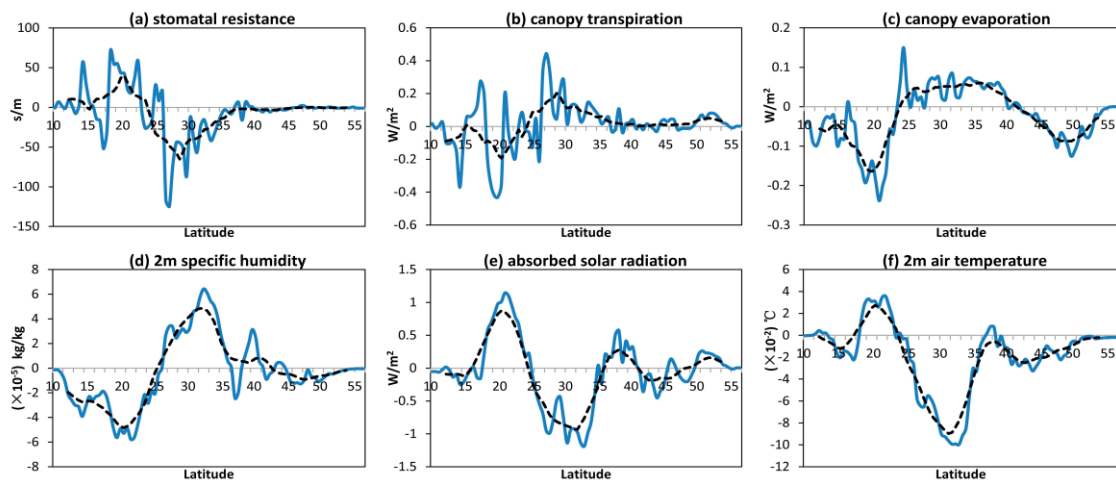 (a) stomatal resistance
100
50
0
-50
-100
-150
s/m
10 15 20 25 30 35 40 45 50 55
Latitude
(b) canopy transpiration
0.6
0.4
0.2
0
-0.2
-0.4
-0.6
W/m²
10 15 20 25 30 35 40 45 50 55
Latitude
(c) canopy evaporation
0.2
0.1
0
-0.1
-0.2
-0.3
W/m²
10 15 20 25 30 35 40 45 50 55
Latitude
(d) 2m specific humidity
8
6
4
2
0
-2
-4
-6
-8
(×10⁻⁵) kg/kg
10 15 20 25 30 35 40 45 50 55
Latitude
(e) absorbed solar radiation
1.5
1
0.5
0
-0.5
-1
-1.5
W/m²
10 15 20 25 30 35 40 45 50 55
Latitude
(f) 2m air temperature
6
4
2
0
-2
-4
-6
-8
-10
-12
(×10⁻²) ℃
10 15 20 25 30 35 40 45 50 55
Latitude